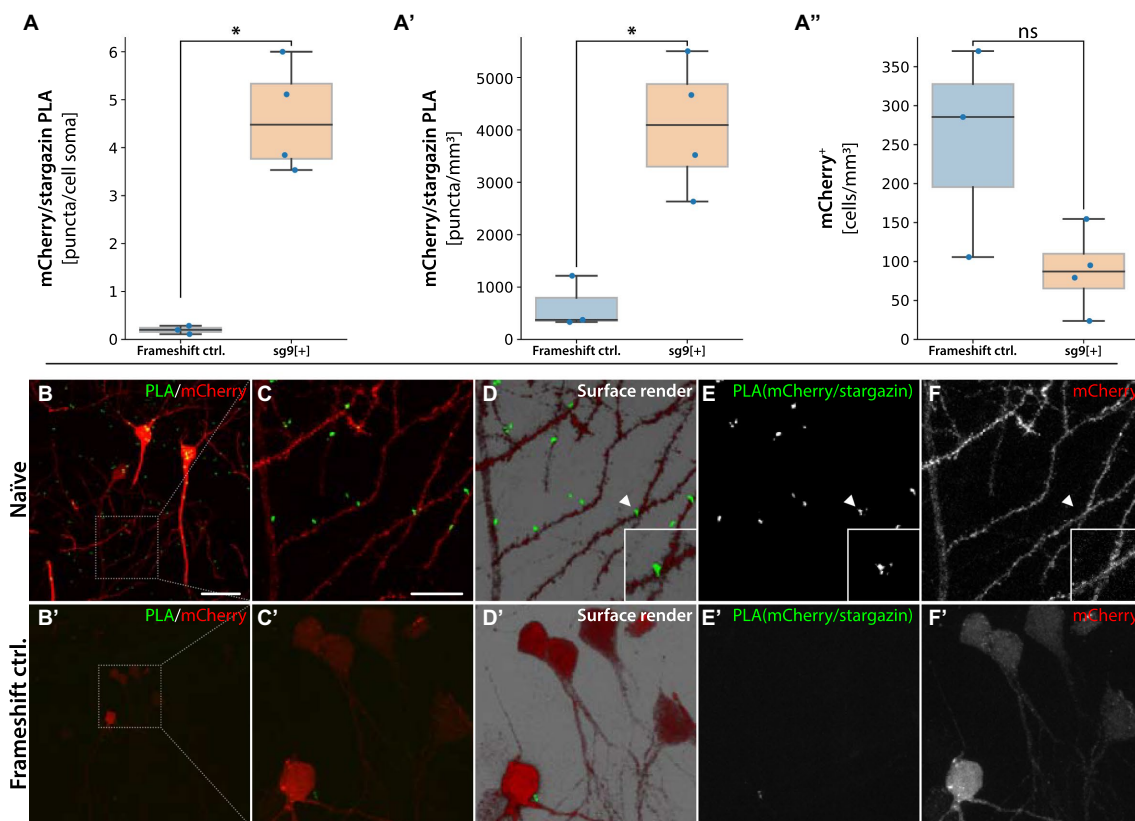 A
*
mCherry/stargazin PLA
[puncta/cell soma]
6
5
4
3
2
1
0
Frameshift ctrl.
sg9[+]
A’
*
mCherry/stargazin PLA
[puncta/mm³]
5000
4000
3000
2000
1000
0
Frameshift ctrl.
sg9[+]
A’’
ns
mCherry⁺
[cells/mm³]
350
300
250
200
150
100
50
0
Frameshift ctrl.
sg9[+]
Naïve
B PLA/mCherry
C
D Surface render
E PLA(mCherry/stargazin)
F mCherry
Frameshift ctrl.
B’ PLA/mCherry
C’
D’ Surface render
E’ PLA(mCherry/stargazin)
F’ mCherry